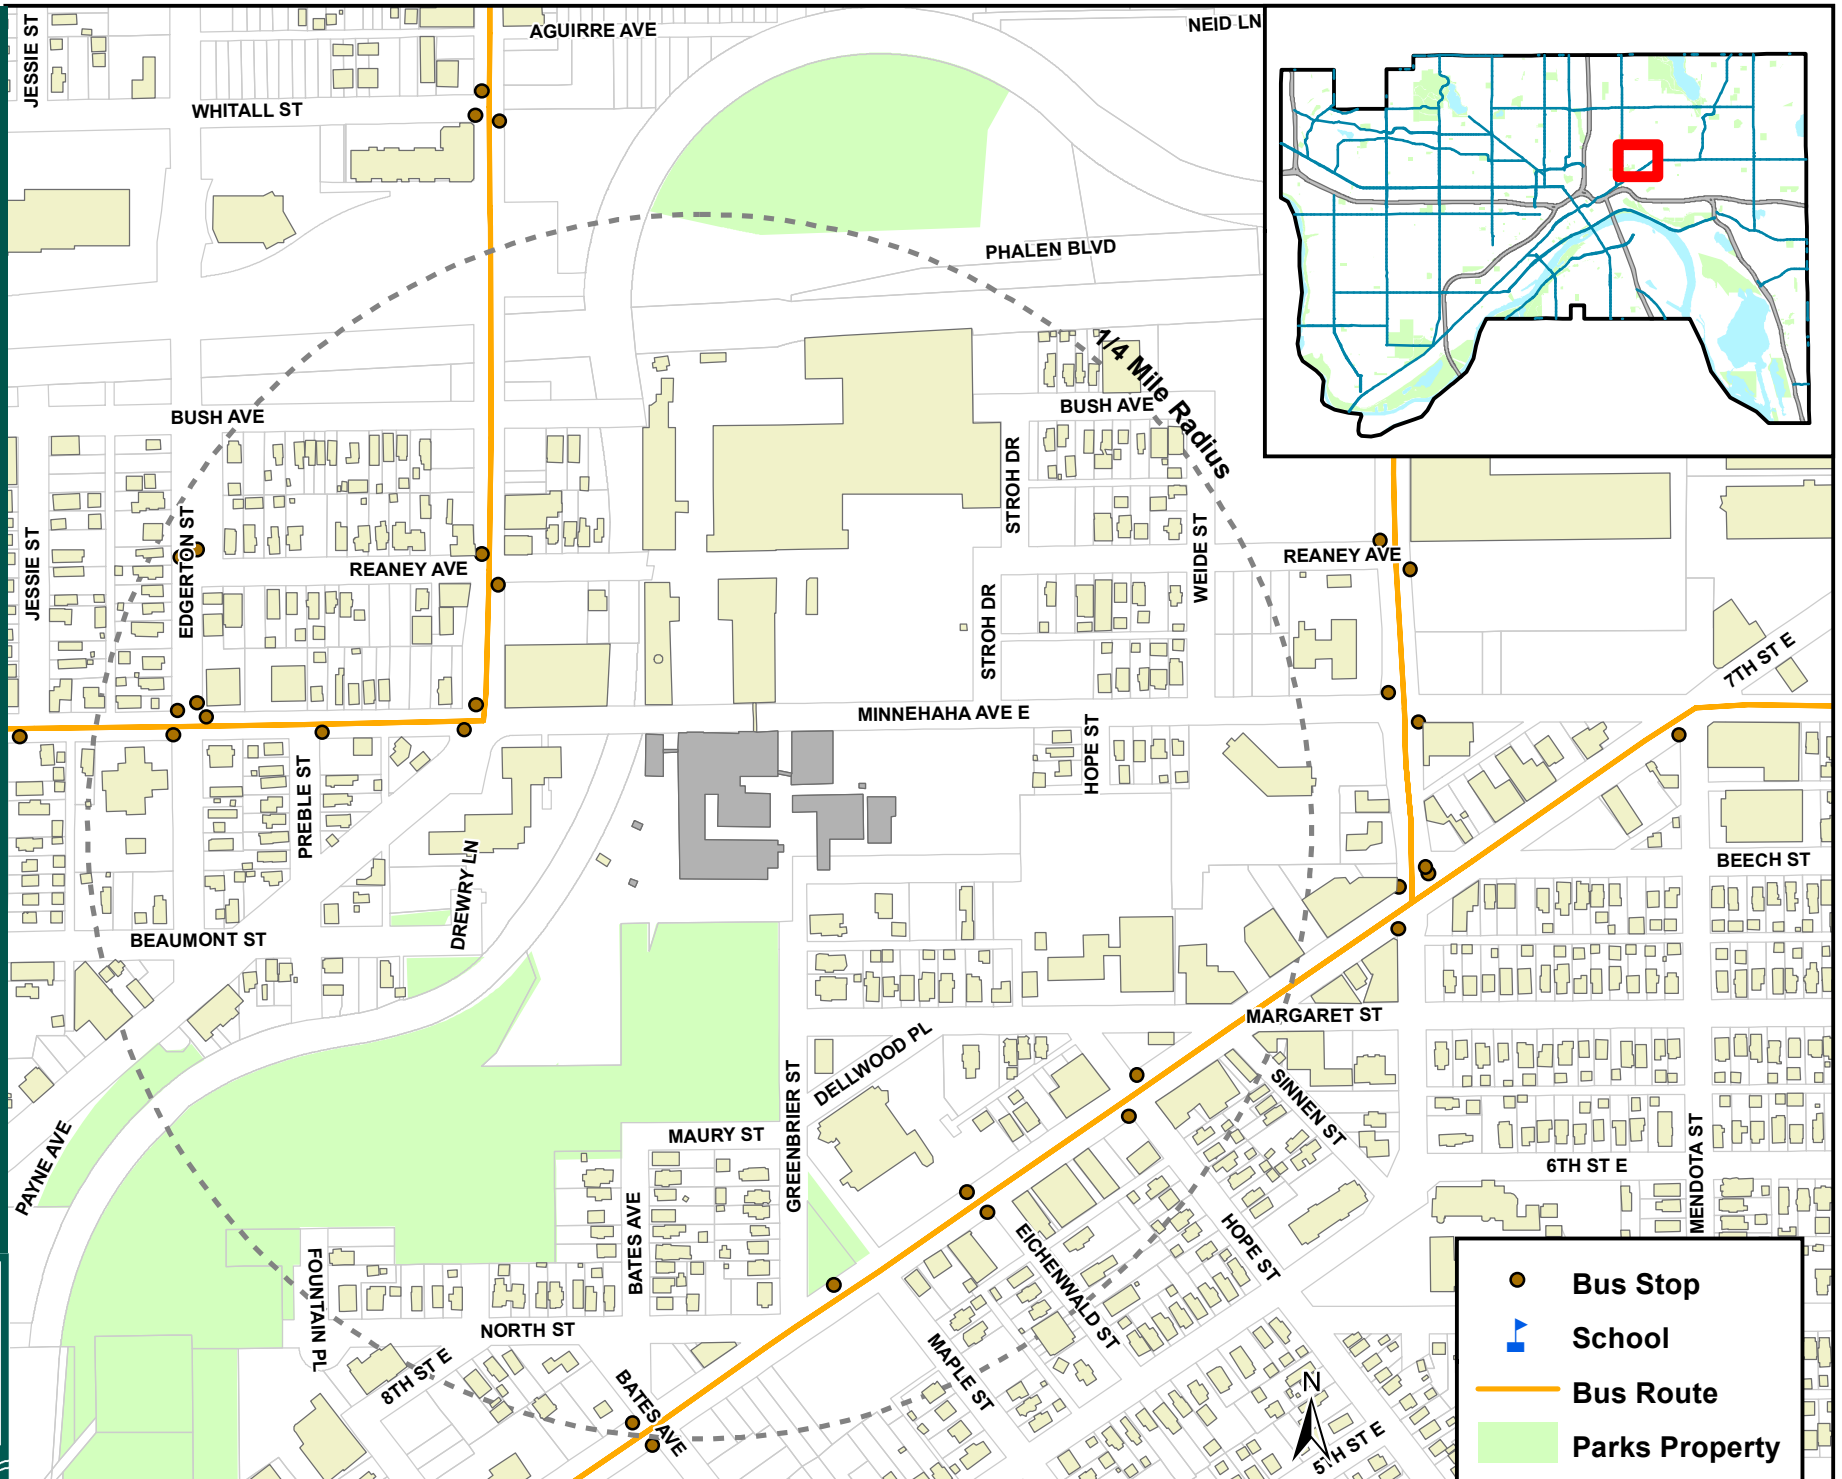 JESSIE ST
AGUIRRE AVE
NEID LN
WHITALL ST
PHALEN BLVD
1/4 Mile Radius
BUSH AVE
BUSH AVE
STROH DR
JESSIE ST
EDGERTON ST
REANEY AVE
WEIDE ST
REANEY AVE
STROH DR
7TH ST E
MINNEHAHA AVE E
HOPE ST
PREBLE ST
DREWRY LN
BEECH ST
BEAUMONT ST
MARGARET ST
DELLWOOD PL
GREENBRIER ST
SINNEN ST
PAYNE AVE
MAURY ST
6TH ST E
MENDOTA ST
BATES AVE
HOPE ST
EICHENWALD ST
FOUNTAIN PL
NORTH ST
8TH ST E
MAPLE ST
BATES AVE
N
5TH ST E
Bus Stop
School
Bus Route
Parks Property